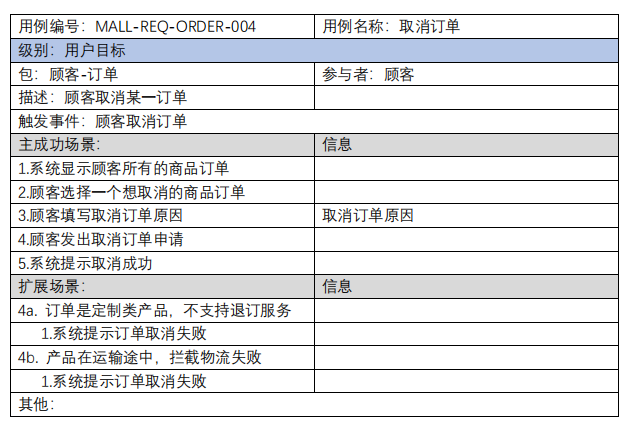 用例编号：MALL-REQ-ORDER-004 用例名称：取消订单
级别：用户目标
包：顾客-订单 参与者：顾客
描述：顾客取消某一订单
触发事件：顾客取消订单
主成功场景： 信息
1.系统显示顾客所有的商品订单
2.顾客选择一个想取消的商品订单
3.顾客填写取消订单原因 取消订单原因
4.顾客发出取消订单申请
5.系统提示取消成功
扩展场景： 信息
4a. 订单是定制类产品，不支持退订服务
1.系统提示订单取消失败
4b. 产品在运输途中，拦截物流失败
1.系统提示订单取消失败
其他：